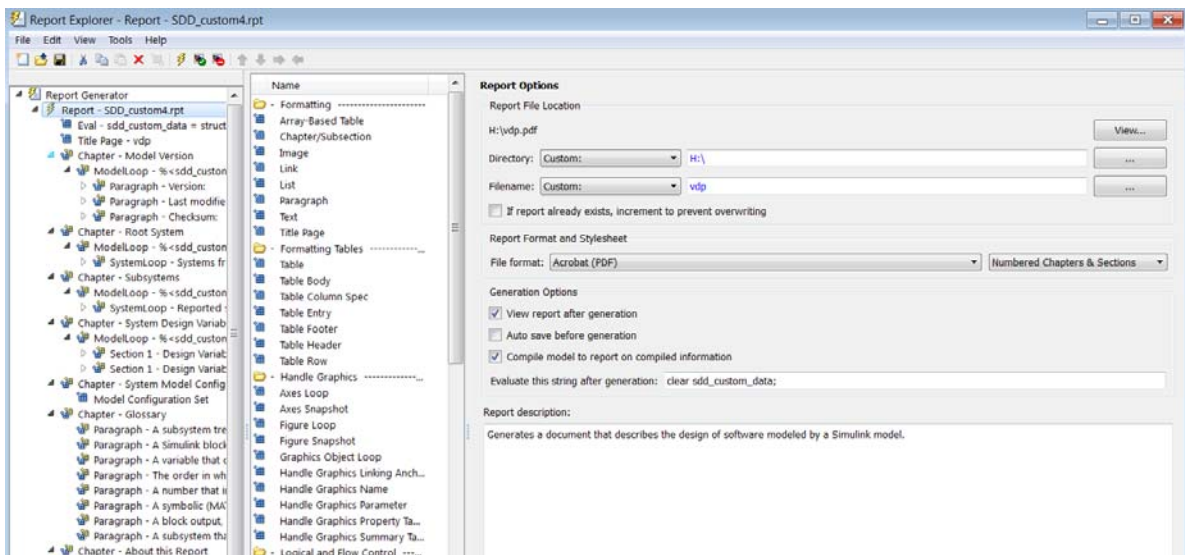 Report Explorer - Report - SDD_custom4.rpt
File Edit View Tools Help
Report Generator
Report - SDD_custom4.rpt
Eval - sdd_custom_data = struct
Title Page - vdp
Chapter - Model Version
ModelLoop - %<sdd_custon
Paragraph - Version:
Paragraph - Last modifie
Paragraph - Checksum:
Chapter - Root System
ModelLoop - %<sdd_custon
SystemLoop - Systems fr
Chapter - Subsystems
ModelLoop - %<sdd_custon
SystemLoop - Reported
Chapter - System Design Variab
ModelLoop - %<sdd_custon
Section 1 - Design Variab
Section 1 - Design Variab
Chapter - System Model Config
Model Configuration Set
Chapter - Glossary
Paragraph - A subsystem tre
Paragraph - A Simulink block
Paragraph - A variable that
Paragraph - The order in wh
Paragraph - A number that
Paragraph - A symbolic (MA
Paragraph - A block output,
Paragraph - A subsystem tha
Chapter - About this Report
Name
- Formatting -----------------------
Array-Based Table
Chapter/Subsection
Image
Link
List
Paragraph
Text
Title Page
- Formatting Tables ------------...
Table
Table Body
Table Column Spec
Table Entry
Table Footer
Table Header
Table Row
- Handle Graphics -------------...
Axes Loop
Axes Snapshot
Figure Loop
Figure Snapshot
Graphics Object Loop
Handle Graphics Linking Anch...
Handle Graphics Name
Handle Graphics Parameter
Handle Graphics Property Ta...
Handle Graphics Summary Ta...
- Logical and Flow Control ---...
Report Options
Report File Location
H:\vdp.pdf View...
Directory: Custom: H:\ ...
Filename: Custom: vdp ...
If report already exists, increment to prevent overwriting
Report Format and Stylesheet
File format: Acrobat (PDF) Numbered Chapters & Sections
Generation Options
View report after generation
Auto save before generation
Compile model to report on compiled information
Evaluate this string after generation: clear sdd_custom_data;
Report description:
Generates a document that describes the design of software modeled by a Simulink model.